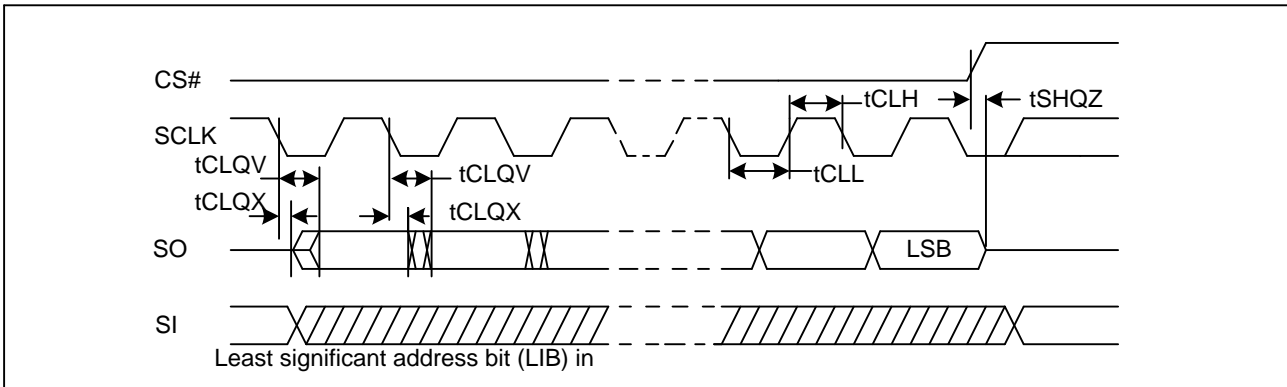 CS#
tCLH
tSHQZ
SCLK
tCLQV
tCLQV
tCLL
tCLQX
tCLQX
SO
LSB
SI
Least significant address bit (LIB) in